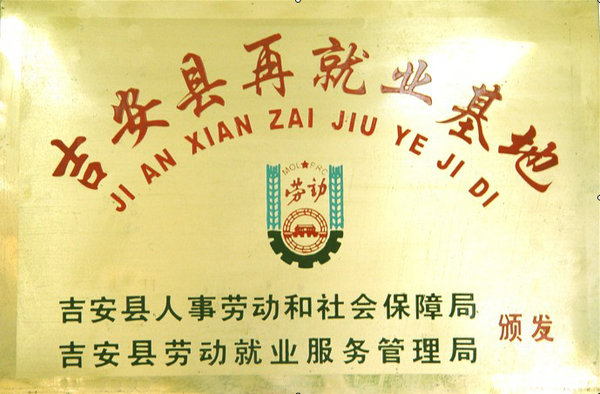 吉安县再就业基地
JI AN XIAN ZAI JIU YE JI DI
MOL★PRC
劳动
吉安县人事劳动和社会保障局
吉安县劳动就业服务管理局
颁发